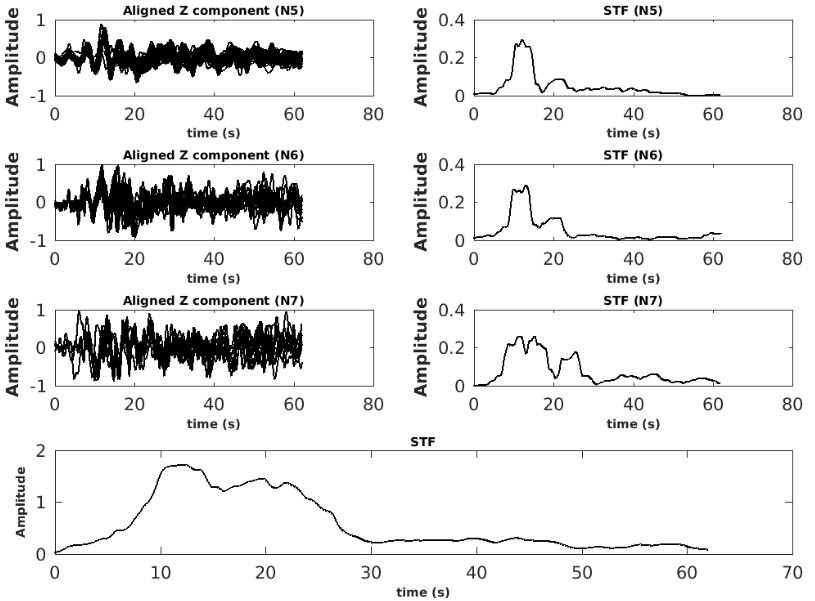 Aligned Z component (N5)
Amplitude
1
0
-1
0 20 40 60 80
time (s)
STF (N5)
Amplitude
0.4
0.2
0
0 20 40 60 80
time (s)
Aligned Z component (N6)
Amplitude
1
0
-1
0 20 40 60 80
time (s)
STF (N6)
Amplitude
0.4
0.2
0
0 20 40 60 80
time (s)
Aligned Z component (N7)
Amplitude
1
0
-1
0 20 40 60 80
time (s)
STF (N7)
Amplitude
0.4
0.2
0
0 20 40 60 80
time (s)
STF
Amplitude
2
1
0
0 10 20 30 40 50 60 70
time (s)